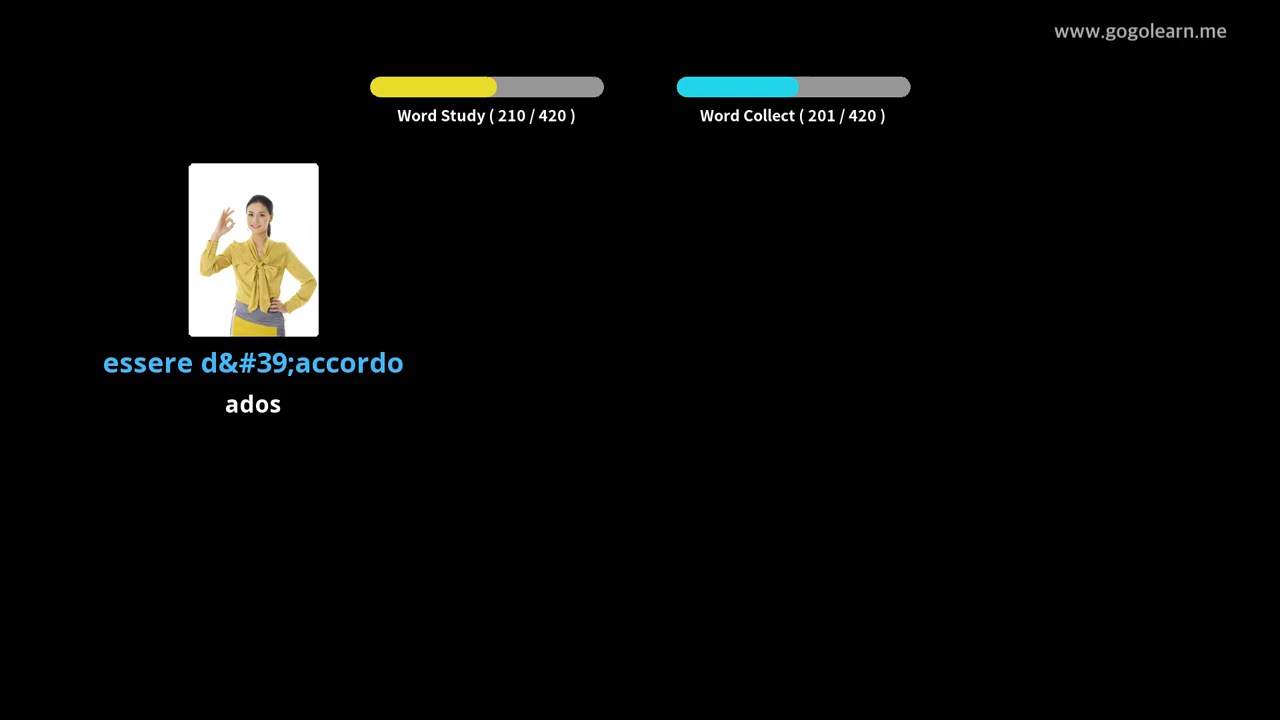 www.gogolearn.me
Word Study ( 210 / 420 )
Word Collect ( 201 / 420 )
essere d&#39;accordo
ados